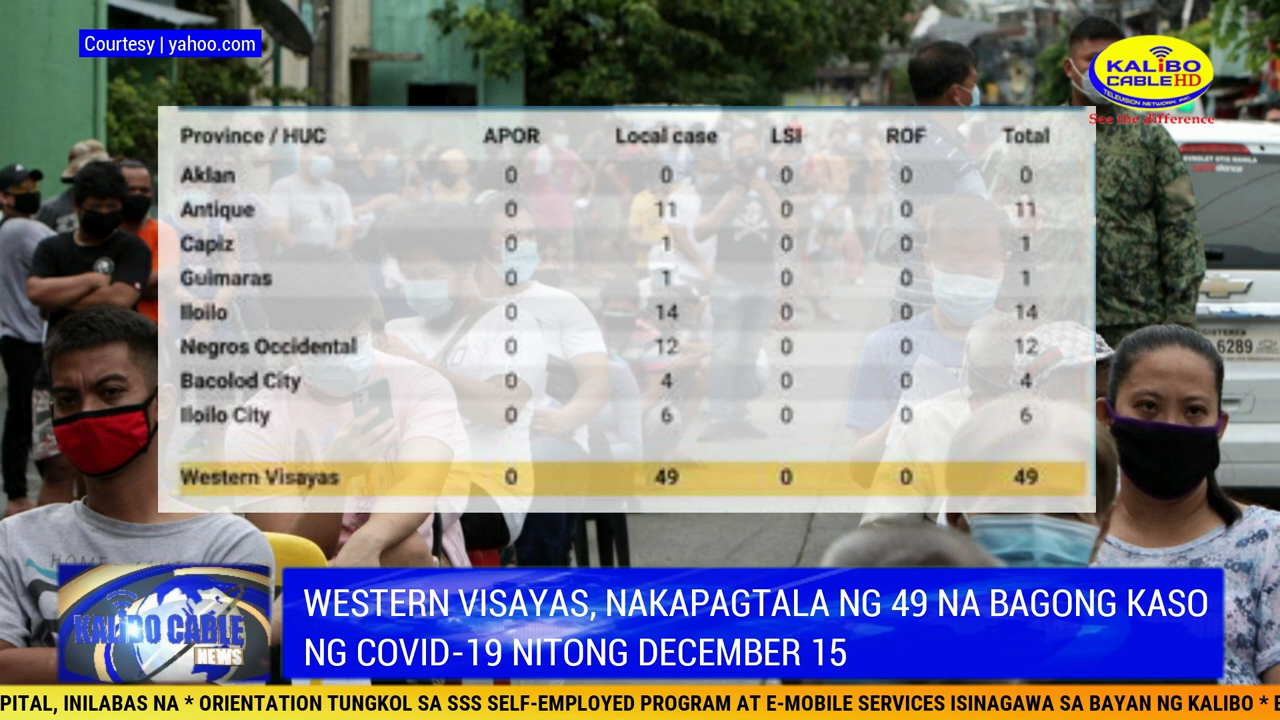 Courtesy | yahoo.com
KALiBO
CABLE HD
TELEVISION NETWORK, INC.
See the difference
Province / HUC APOR Local case LSI ROF Total
Aklan 0 0 0 0 0
Antique 0 11 0 0 11
Capiz 0 1 0 0 1
Guimaras 0 1 0 0 1
Iloilo 0 14 0 0 14
Negros Occidental 0 12 0 0 12
Bacolod City 0 4 0 0 4
Iloilo City 0 6 0 0 6
Western Visayas 0 49 0 0 49
6289
HOME
KALIBO CABLE
NEWS
WESTERN VISAYAS, NAKAPAGTALA NG 49 NA BAGONG KASO
NG COVID-19 NITONG DECEMBER 15
PITAL, INILABAS NA * ORIENTATION TUNGKOL SA SSS SELF-EMPLOYED PROGRAM AT E-MOBILE SERVICES ISINAGAWA SA BAYAN NG KALIBO *